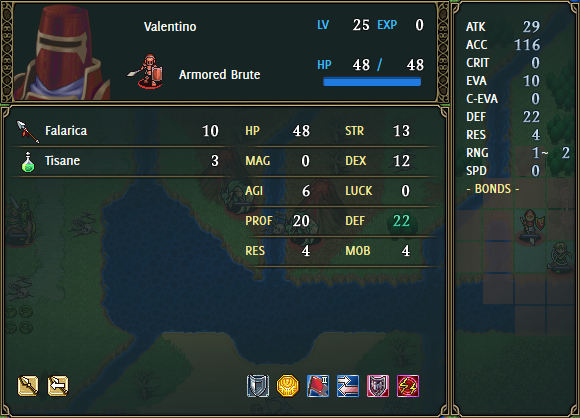 Valentino LV 25 EXP 0
Armored Brute HP 48 / 48
Falarica 10
Tisane 3
HP 48 STR 13
MAG 0 DEX 12
AGI 6 LUCK 0
PROF 20 DEF 22
RES 4 MOB 4
II
ATK 29
ACC 116
CRIT 0
EVA 10
C-EVA 0
DEF 22
RES 4
RNG 1~ 2
SPD 0
- BONDS -